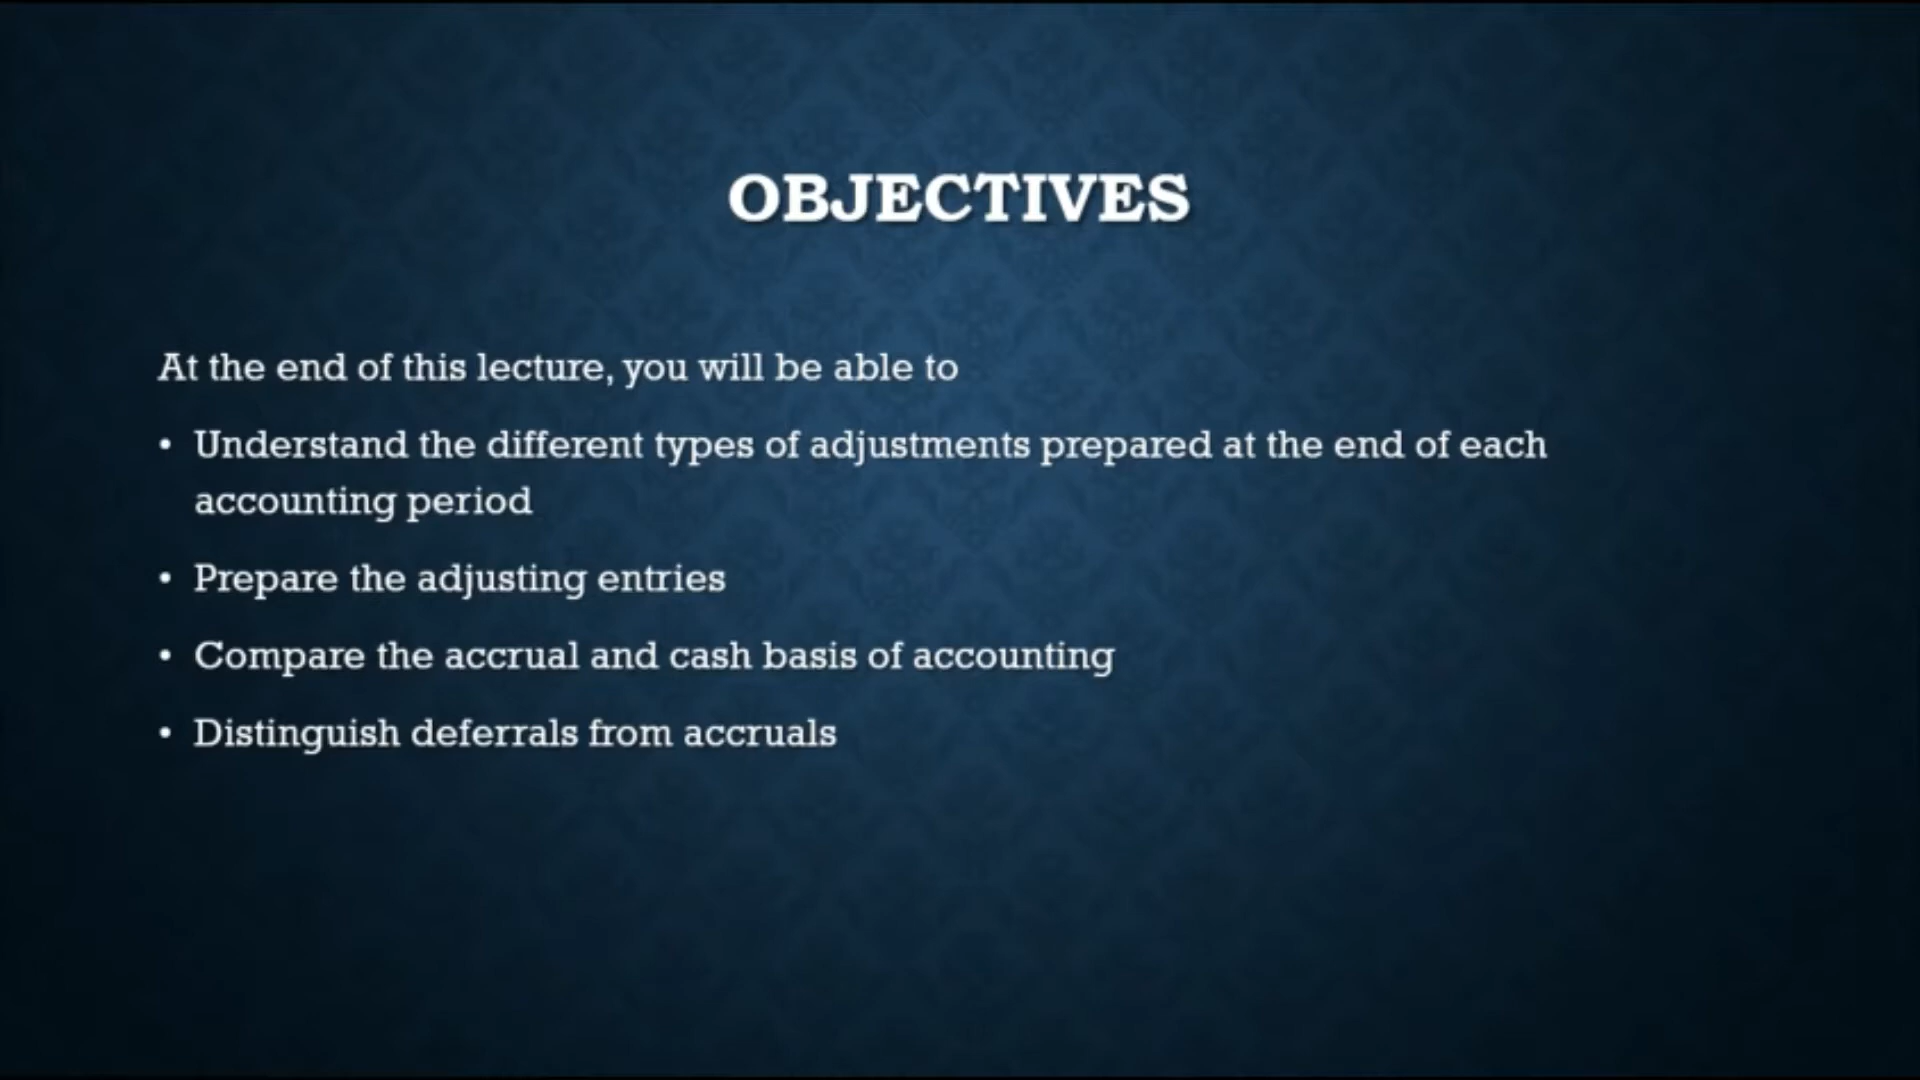 OBJECTIVES
At the end of this lecture, you will be able to
• Understand the different types of adjustments prepared at the end of each
accounting period
• Prepare the adjusting entries
• Compare the accrual and cash basis of accounting
• Distinguish deferrals from accruals